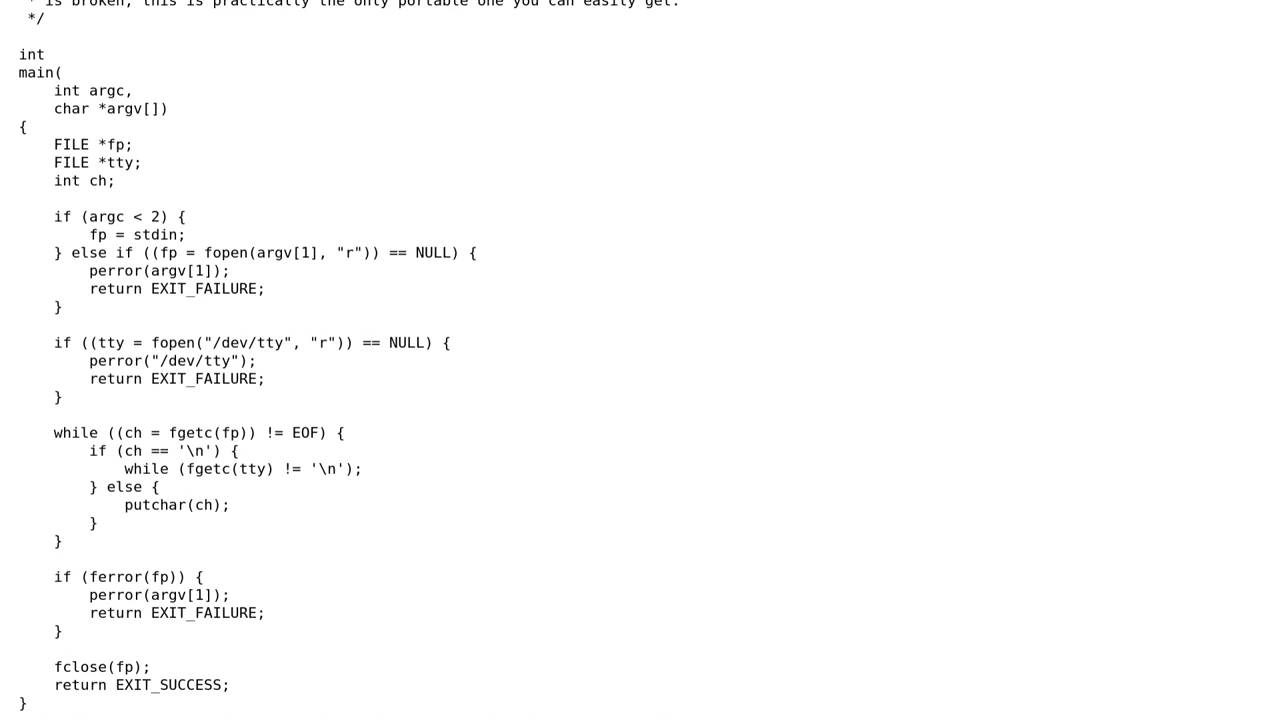 * is broken, this is practically the only portable one you can easily get.
 */

int
main(
    int argc,
    char *argv[])
{
    FILE *fp;
    FILE *tty;
    int ch;

    if (argc < 2) {
        fp = stdin;
    } else if ((fp = fopen(argv[1], "r")) == NULL) {
        perror(argv[1]);
        return EXIT_FAILURE;
    }

    if ((tty = fopen("/dev/tty", "r")) == NULL) {
        perror("/dev/tty");
        return EXIT_FAILURE;
    }

    while ((ch = fgetc(fp)) != EOF) {
        if (ch == '\n') {
            while (fgetc(tty) != '\n');
        } else {
            putchar(ch);
        }
    }

    if (ferror(fp)) {
        perror(argv[1]);
        return EXIT_FAILURE;
    }

    fclose(fp);
    return EXIT_SUCCESS;
}